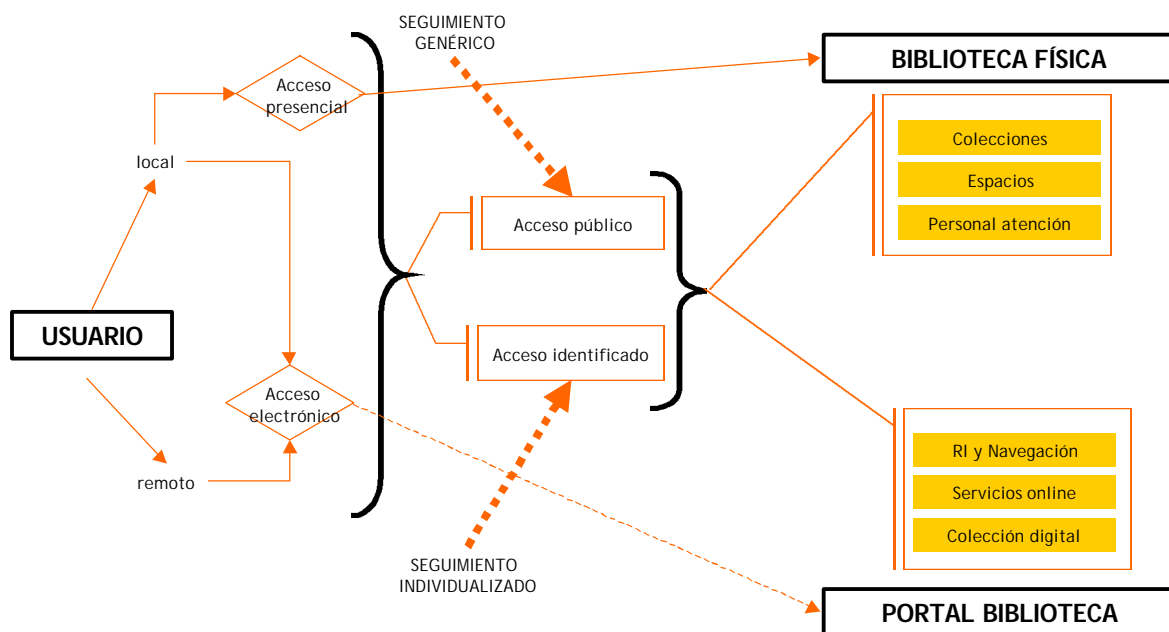 SEGUIMIENTO
GENÉRICO
BIBLIOTECA FÍSICA
Acceso
presencial
Colecciones
local
Espacios
Acceso público
Personal atención
USUARIO
Acceso identificado
Acceso
electrónico
RI y Navegación
remoto
Servicios online
Colección digital
SEGUIMIENTO
INDIVIDUALIZADO
PORTAL BIBLIOTECA